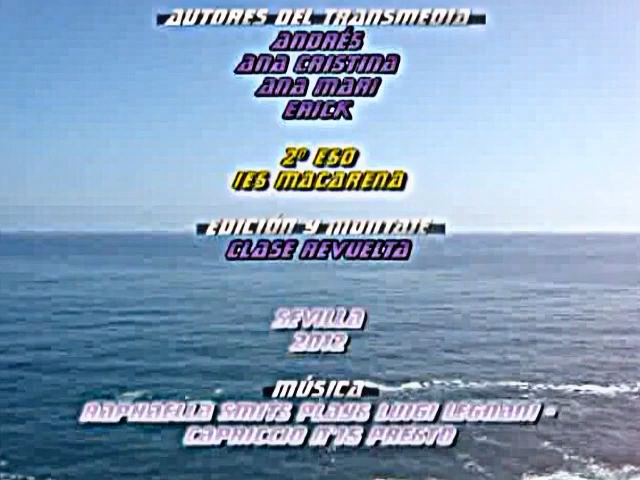 AUTORES DEL TRANSMEDIA
ANDRÉS
ANA CRISTINA
ANA MARI
ERICK
2º ESO
IES MACARENA
EDICIÓN Y MONTAJE
CLASE REVUELTA
SEVILLA
2012
MÚSICA
RAPHAELLA SMITS PLAYS LUIGI LEGNANI -
CAPRICCIO Nº15 PRESTO